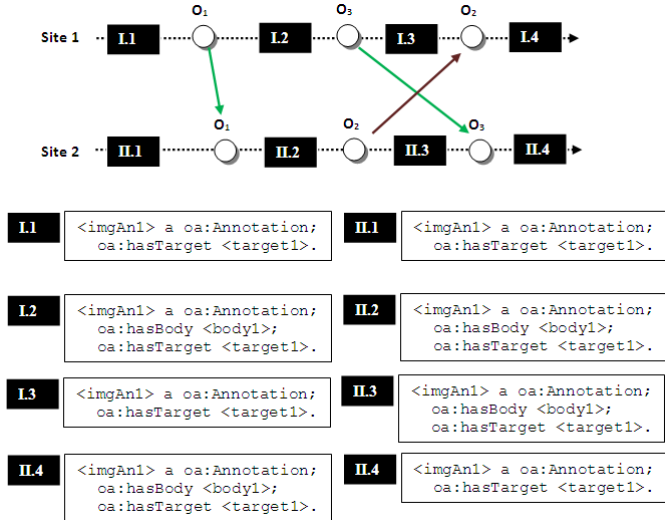 O1 O3 O2
Site 1 I.1 I.2 I.3 I.4
O1 O2 O3
Site 2 II.1 II.2 II.3 II.4
I.1 <imgAn1> a oa:Annotation;
oa:hasTarget <target1>.
II.1 <imgAn1> a oa:Annotation;
oa:hasTarget <target1>.
I.2 <imgAn1> a oa:Annotation;
oa:hasBody <body1>;
oa:hasTarget <target1>.
II.2 <imgAn1> a oa:Annotation;
oa:hasBody <body1>;
oa:hasTarget <target1>.
I.3 <imgAn1> a oa:Annotation;
oa:hasTarget <target1>.
II.3 <imgAn1> a oa:Annotation;
oa:hasBody <body1>;
oa:hasTarget <target1>.
II.4 <imgAn1> a oa:Annotation;
oa:hasBody <body1>;
oa:hasTarget <target1>.
II.4 <imgAn1> a oa:Annotation;
oa:hasTarget <target1>.